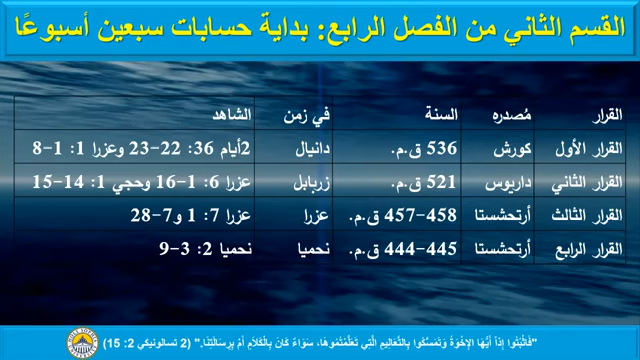 القسم الثاني من الفصل الرابع: بداية حسابات سبعين أسبوعًا
القرار مُصدره السنة في زمن الشاهد
القرار الأول كورش 536 ق.م. دانيال 2أيام 36: 22-23 وعزرا 1: 1-8
القرار الثاني داريوس 521 ق.م. زربابل عزرا 6: 1-16 وحجي 1: 14-15
القرار الثالث أرتحشستا 458-457 ق.م. عزرا عزرا 7: 1 و7-28
القرار الرابع أرتحشستا 445-444 ق.م. نحميا نحميا 2: 3-9
"فَاثْبُتُوا إِذاً أَيُّهَا الإِخْوَةُ وَتَمَسَّكُوا بِالتَّعَالِيمِ الَّتِي تَعَلَّمْتُمُوهَا، سَوَاءٌ كَانَ بِالْكَلاَمِ أَمْ بِرِسَالَتِنَا." (2 تسالونيكي 2: 15)